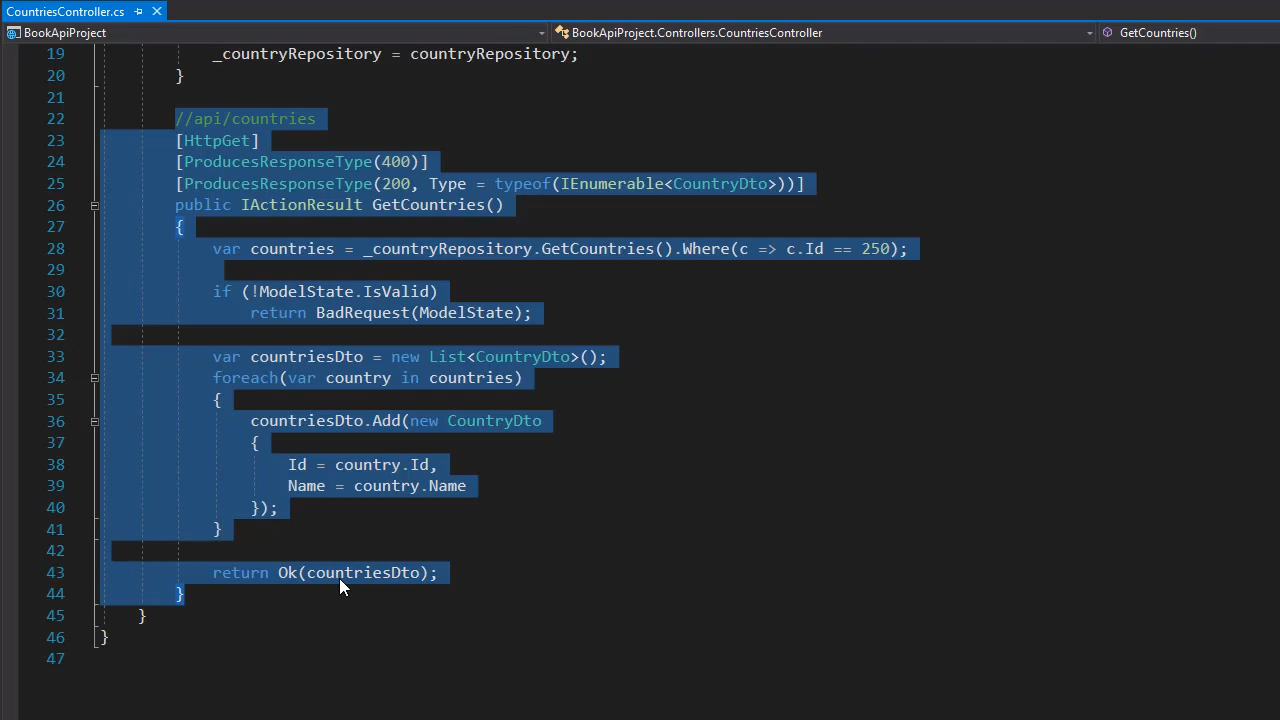 CountriesController.cs
BookApiProject BookApiProject.Controllers.CountriesController GetCountries()
19 _countryRepository = countryRepository;
20 }
21
22 //api/countries
23 [HttpGet]
24 [ProducesResponseType(400)]
25 [ProducesResponseType(200, Type = typeof(IEnumerable<CountryDto>))]
26 public IActionResult GetCountries()
27 {
28 var countries = _countryRepository.GetCountries().Where(c => c.Id == 250);
29
30 if (!ModelState.IsValid)
31 return BadRequest(ModelState);
32
33 var countriesDto = new List<CountryDto>();
34 foreach(var country in countries)
35 {
36 countriesDto.Add(new CountryDto
37 {
38 Id = country.Id,
39 Name = country.Name
40 });
41 }
42
43 return Ok(countriesDto);
44 }
45 }
46 }
47